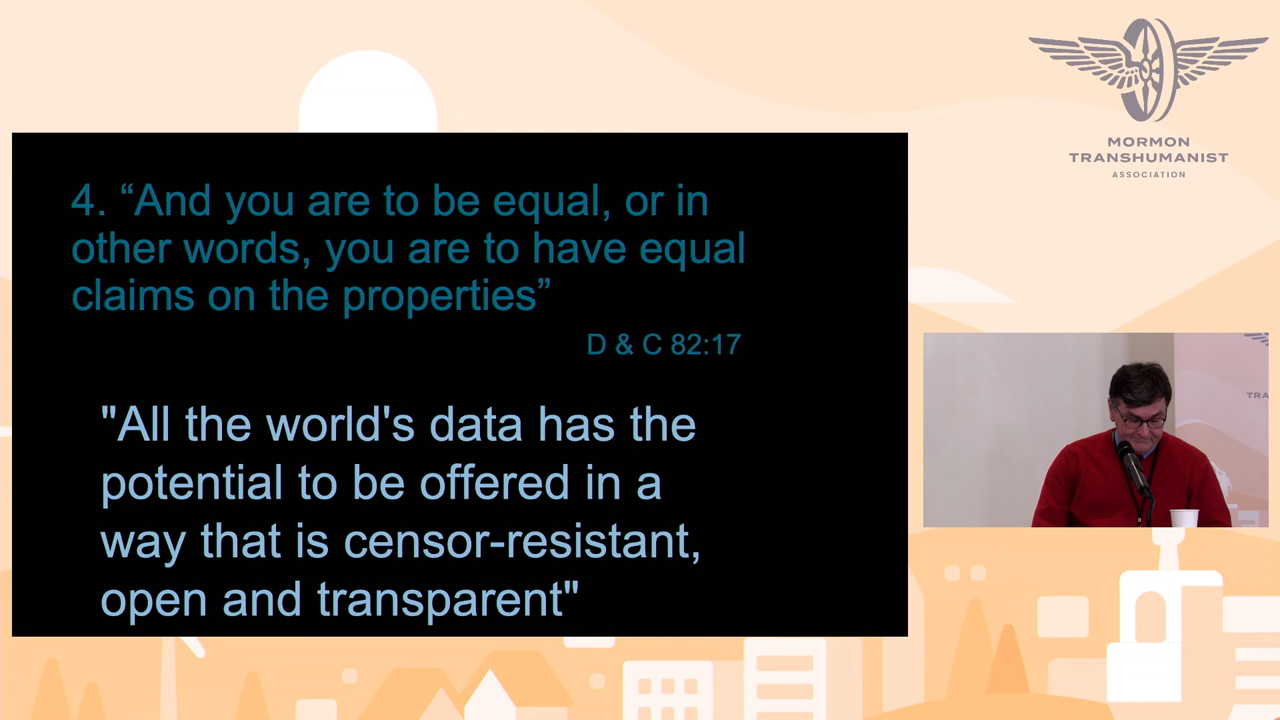 4. “And you are to be equal, or in
other words, you are to have equal
claims on the properties”
D & C 82:17
"All the world's data has the
potential to be offered in a
way that is censor-resistant,
open and transparent"
MORMON
TRANSHUMANIST
ASSOCIATION
TRA